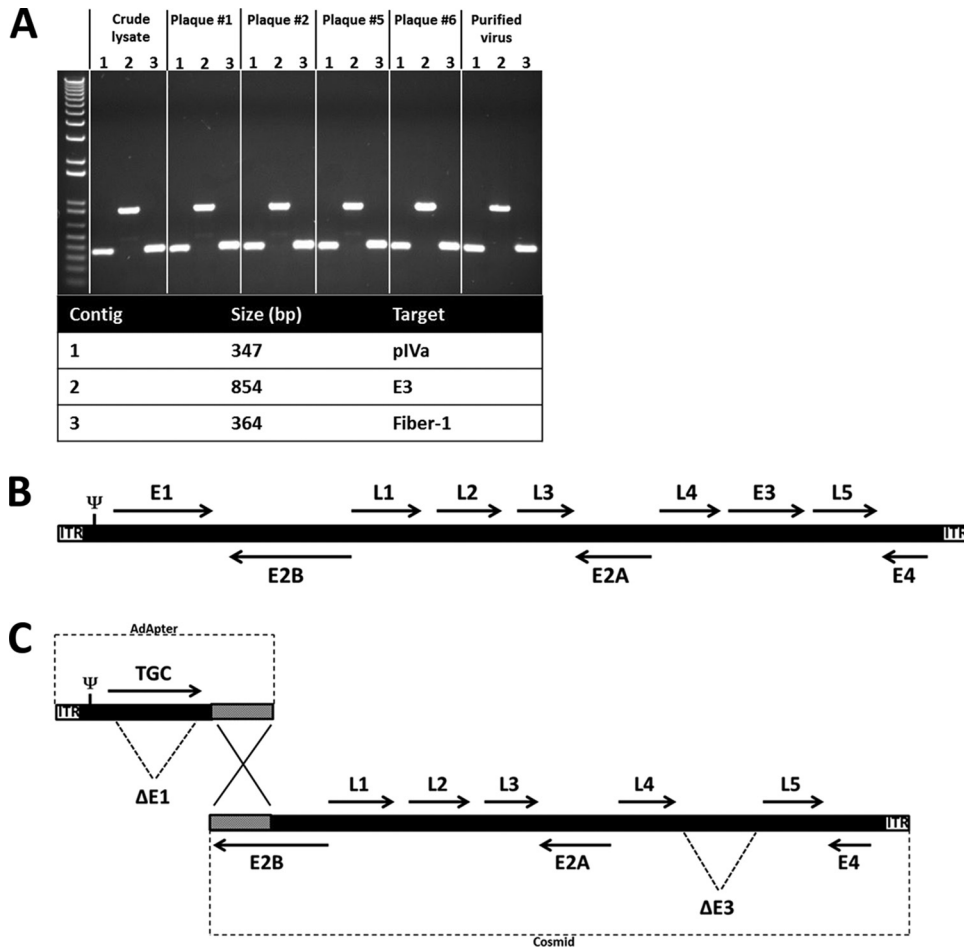 A
Crude lysate Plaque #1 Plaque #2 Plaque #5 Plaque #6 Purified virus
1 2 3 1 2 3 1 2 3 1 2 3 1 2 3 1 2 3
Contig Size (bp) Target
1 347 pIVa
2 854 E3
3 364 Fiber-1
B
Ψ E1 L1 L2 L3 L4 E3 L5
ITR ITR
E2B E2A E4
C
AdApter
Ψ TGC
ITR
ΔE1
L1 L2 L3 L4 L5
ITR
E2B E2A E4
ΔE3
Cosmid